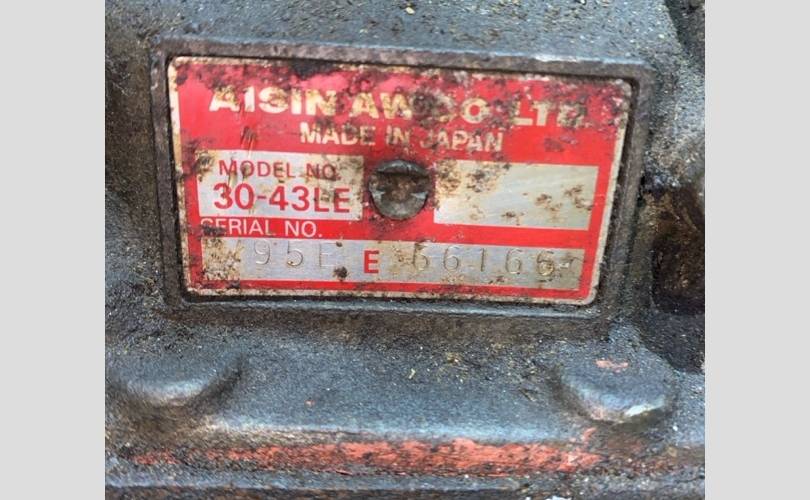 AISIN AW CO., LTD.
MADE IN JAPAN
MODEL NO.
30-43LE
SERIAL NO.
95E E 66166